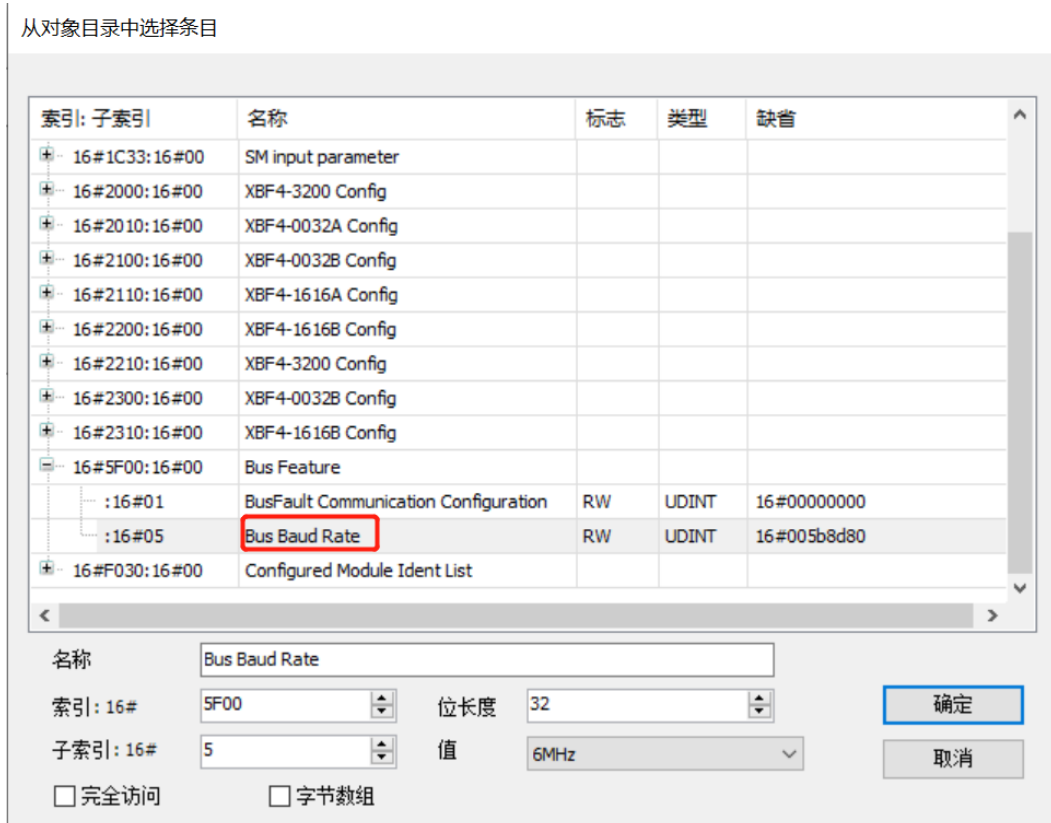 从对象目录中选择条目
索引: 子索引 名称 标志 类型 缺省
16#1C33:16#00 SM input parameter
16#2000:16#00 XBF4-3200 Config
16#2010:16#00 XBF4-0032A Config
16#2100:16#00 XBF4-0032B Config
16#2110:16#00 XBF4-1616A Config
16#2200:16#00 XBF4-1616B Config
16#2210:16#00 XBF4-3200 Config
16#2300:16#00 XBF4-0032B Config
16#2310:16#00 XBF4-1616B Config
16#5F00:16#00 Bus Feature
:16#01 BusFault Communication Configuration RW UDINT 16#00000000
:16#05 Bus Baud Rate RW UDINT 16#005b8d80
16#F030:16#00 Configured Module Ident List
名称 Bus Baud Rate
索引: 16# 5F00 位长度 32 确定
子索引: 16# 5 值 6MHz 取消
完全访问 字节数组